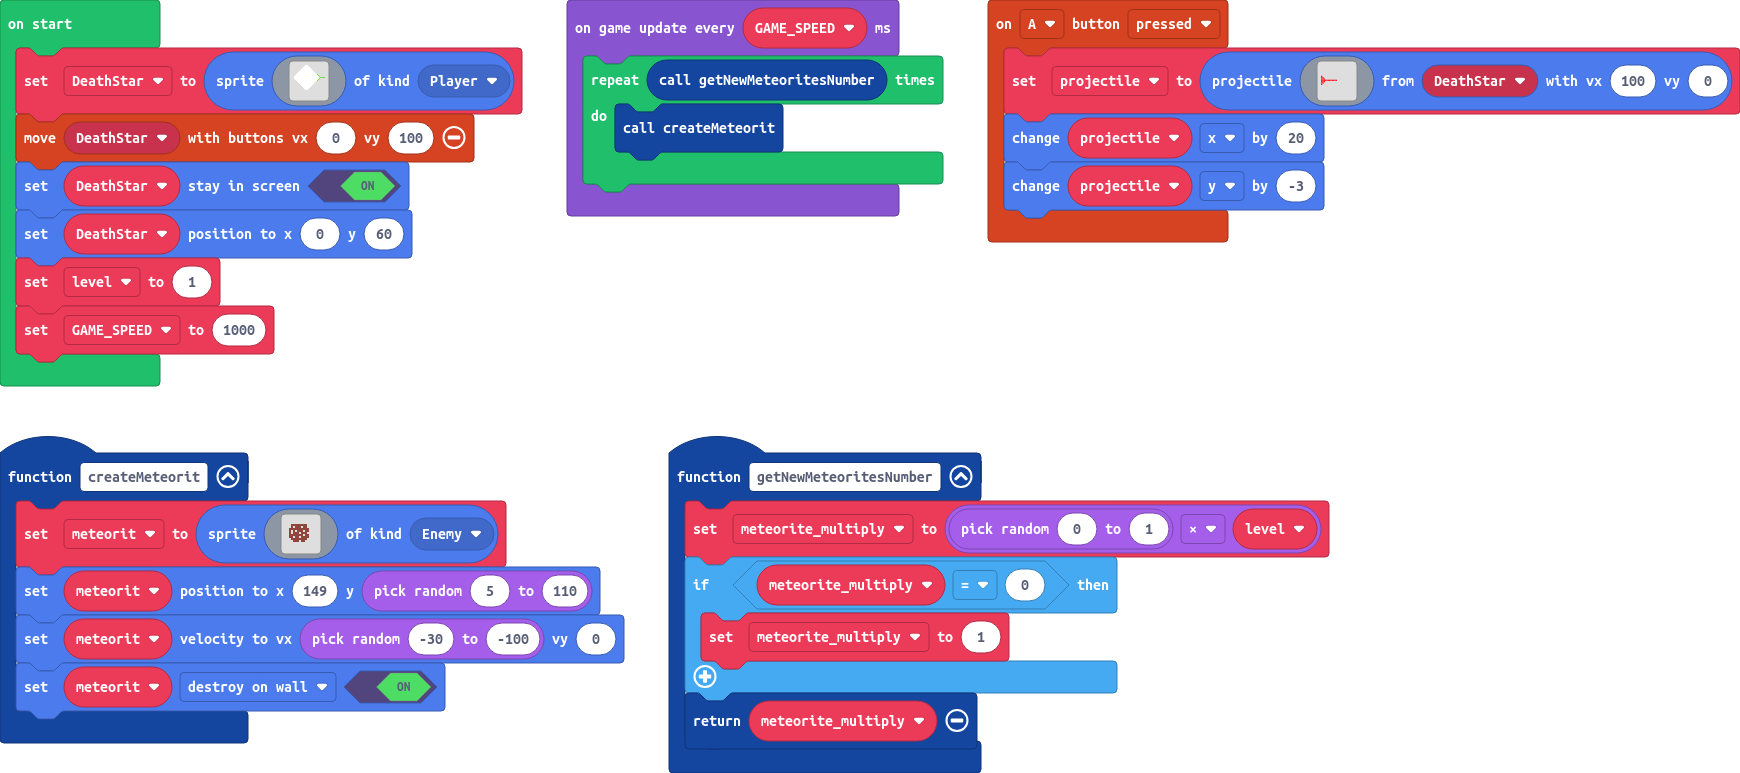 on start
set DeathStar to sprite of kind Player
move DeathStar with buttons vx 0 vy 100
set DeathStar stay in screen ON
set DeathStar position to x 0 y 60
set level to 1
set GAME_SPEED to 1000
on game update every GAME_SPEED ms
repeat call getNewMeteoritesNumber times
do call createMeteorit
on A button pressed
set projectile to projectile from DeathStar with vx 100 vy 0
change projectile x by 20
change projectile y by -3
function createMeteorit
set meteorit to sprite of kind Enemy
set meteorit position to x 149 y pick random 5 to 110
set meteorit velocity to vx pick random -30 to -100 vy 0
set meteorit destroy on wall ON
function getNewMeteoritesNumber
set meteorite_multiply to pick random 0 to 1 × level
if meteorite_multiply = 0 then
set meteorite_multiply to 1
return meteorite_multiply